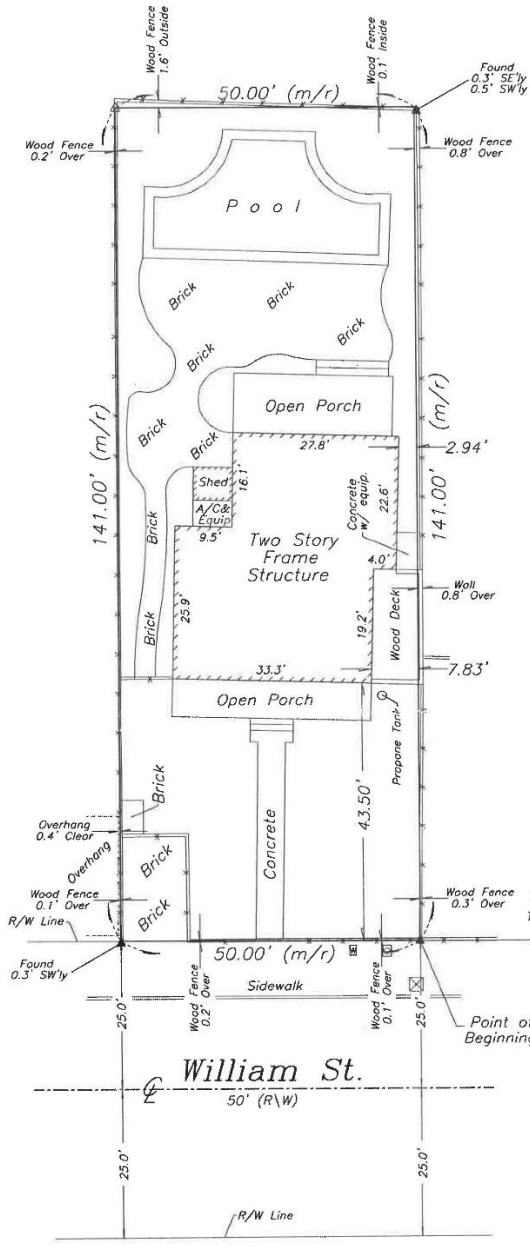 Wood Fence
1.6' Outside
Wood Fence
0.1' Inside
Found
0.3' SE'ly
0.5' SW'ly
50.00' (m/r)
Wood Fence
0.2' Over
Wood Fence
0.8' Over
Pool
Brick
Brick
Brick
Brick
Brick
Brick
Open Porch
141.00' (m/r)
141.00' (m/r)
27.8'
2.94'
16.1'
Shed
A/C&
Equip
9.5'
22.6'
Concrete
w/ equip.
Two Story
Frame
Structure
4.0'
Wall
0.8' Over
Brick
Brick
25.9'
19.2'
Wood Deck
33.3'
7.83'
Open Porch
Propane Tank
43.50'
Brick
Overhang
0.4' Clear
Overhang
Concrete
Brick
Brick
Wood Fence
0.1' Over
Wood Fence
0.3' Over
R/W Line
50.00' (m/r)
Found
0.3' SW'ly
Wood Fence
0.2' Over
Wood Fence
0.1' Over
Sidewalk
Point of
Beginning
25.0'
25.0'
William St.
50' (R\W)
25.0'
25.0'
R/W Line